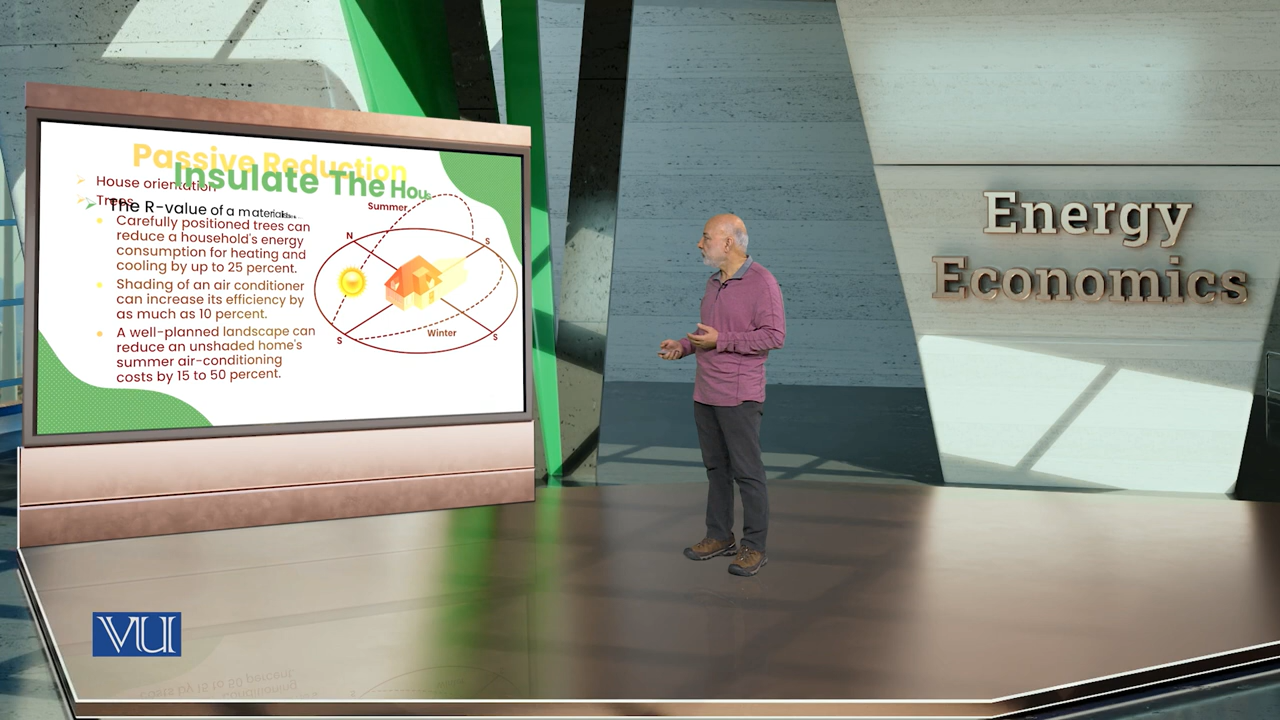 Passive Reduction
Insulate The Hou
House orientation
Trees
The R-value of a material
Carefully positioned trees can
reduce a household's energy
consumption for heating and
cooling by up to 25 percent.
Shading of an air conditioner
can increase its efficiency by
as much as 10 percent.
A well-planned landscape can
reduce an unshaded home's
summer air-conditioning
costs by 15 to 50 percent.
Summer
N
S
S
Winter
S
Energy
Economics
VU